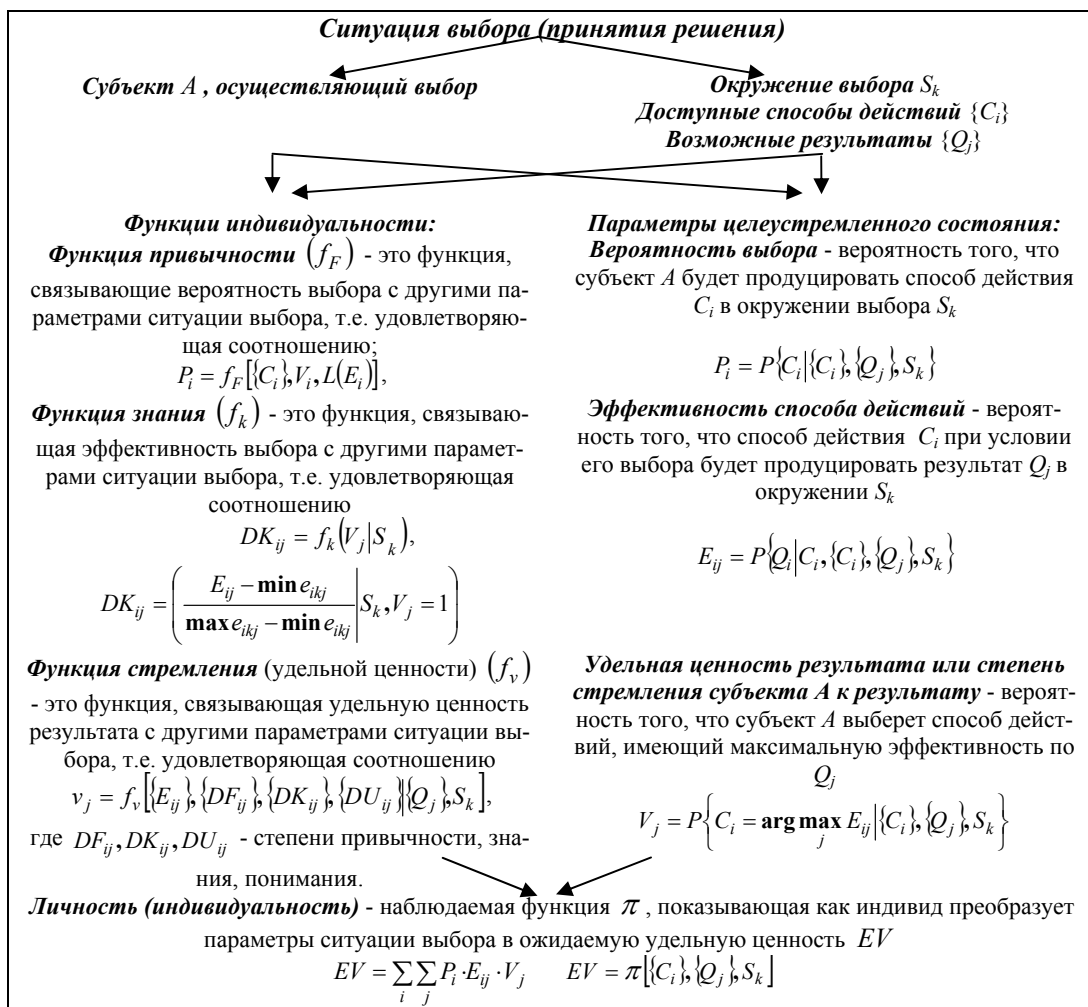 Ситуация выбора (принятия решения)
Субъект A , осуществляющий выбор
Окружение выбора S_k
Доступные способы действий {C_i}
Возможные результаты {Q_j}
Функции индивидуальности:
Функция привычности (f_F) - это функция,
связывающие вероятность выбора с другими па-
раметрами ситуации выбора, т.е. удовлетворяю-
щая соотношению;
P_i = f_F[{C_i}, V_i, L(E_i)],
Функция знания (f_k) - это функция, связываю-
щая эффективность выбора с другими парамет-
рами ситуации выбора, т.е. удовлетворяющая
соотношению
DK_ij = f_k(V_j|S_k),
DK_ij = ( (E_ij − min e_ikj) / (max e_ikj − min e_ikj) | S_k, V_j = 1 )
Функция стремления (удельной ценности) (f_v)
- это функция, связывающая удельную ценность
результата с другими параметрами ситуации вы-
бора, т.е. удовлетворяющая соотношению
v_j = f_v[{E_ij}, {DF_ij}, {DK_ij}, {DU_ij}|{Q_j}, S_k],
где DF_ij, DK_ij, DU_ij - степени привычности, зна-
ния, понимания.
Параметры целеустремленного состояния:
Вероятность выбора - вероятность того, что
субъект A будет продуцировать способ действия
C_i в окружении выбора S_k
P_i = P{C_i|{C_i}, {Q_j}, S_k}
Эффективность способа действий - вероят-
ность того, что способ действия C_i при условии
его выбора будет продуцировать результат Q_j в
окружении S_k
E_ij = P{Q_i|C_i, {C_i}, {Q_j}, S_k}
Удельная ценность результата или степень
стремления субъекта A к результату - вероят-
ность того, что субъект A выберет способ дейст-
вий, имеющий максимальную эффективность по
Q_j
V_j = P{C_i = arg max_j E_ij|{C_i}, {Q_j}, S_k}
Личность (индивидуальность) - наблюдаемая функция π , показывающая как индивид преобразует
параметры ситуации выбора в ожидаемую удельную ценность EV
EV = ∑_i ∑_j P_i · E_ij · V_j EV = π[{C_i}, {Q_j}, S_k]